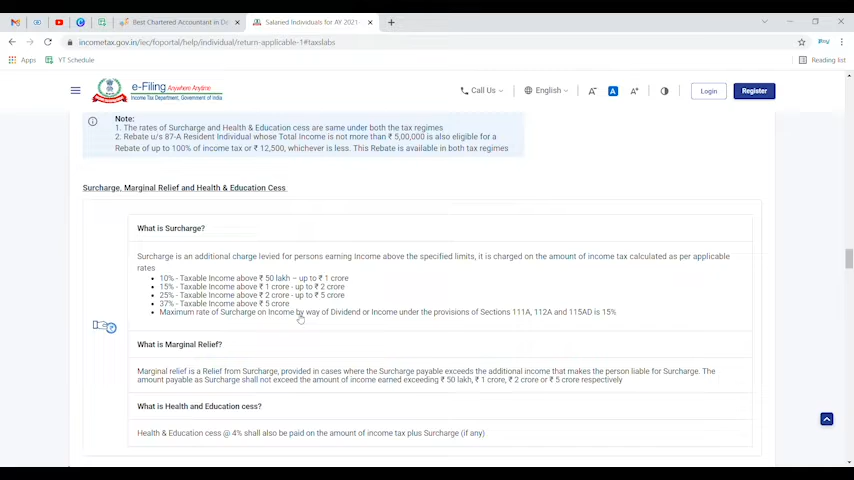 Best Chartered Accountant in De
Salaried Individuals for AY 2021-
incometax.gov.in/iec/foportal/help/individual/return-applicable-1#taxslabs
Apps
YT Schedule
Reading list
e-Filing Anywhere Anytime
Income Tax Department, Government of India
Call Us
English
A-
A
A+
Login
Register
Note:
1. The rates of Surcharge and Health & Education cess are same under both the tax regimes
2. Rebate u/s 87-A Resident Individual whose Total Income is not more than ₹ 5,00,000 is also eligible for a
Rebate of up to 100% of income tax or ₹ 12,500, whichever is less. This Rebate is available in both tax regimes
Surcharge, Marginal Relief and Health & Education Cess
What is Surcharge?
Surcharge is an additional charge levied for persons earning Income above the specified limits, it is charged on the amount of income tax calculated as per applicable
rates
• 10% - Taxable Income above ₹ 50 lakh – up to ₹ 1 crore
• 15% - Taxable Income above ₹ 1 crore - up to ₹ 2 crore
• 25% - Taxable Income above ₹ 2 crore - up to ₹ 5 crore
• 37% - Taxable Income above ₹ 5 crore
• Maximum rate of Surcharge on Income by way of Dividend or Income under the provisions of Sections 111A, 112A and 115AD is 15%
What is Marginal Relief?
Marginal relief is a Relief from Surcharge, provided in cases where the Surcharge payable exceeds the additional income that makes the person liable for Surcharge. The
amount payable as Surcharge shall not exceed the amount of income earned exceeding ₹ 50 lakh, ₹ 1 crore, ₹ 2 crore or ₹ 5 crore respectively
What is Health and Education cess?
Health & Education cess @ 4% shall also be paid on the amount of income tax plus Surcharge (if any)